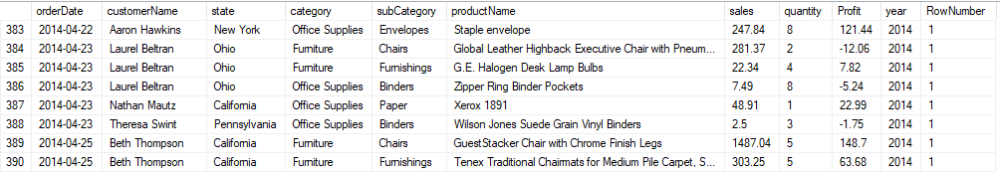 orderDate customerName state category subCategory productName sales quantity Profit year RowNumber
383 2014-04-22 Aaron Hawkins New York Office Supplies Envelopes Staple envelope 247.84 8 121.44 2014 1
384 2014-04-23 Laurel Beltran Ohio Furniture Chairs Global Leather Highback Executive Chair with Pneum... 281.37 2 -12.06 2014 1
385 2014-04-23 Laurel Beltran Ohio Furniture Furnishings G.E. Halogen Desk Lamp Bulbs 22.34 4 7.82 2014 1
386 2014-04-23 Laurel Beltran Ohio Office Supplies Binders Zipper Ring Binder Pockets 7.49 8 -5.24 2014 1
387 2014-04-23 Nathan Mautz California Office Supplies Paper Xerox 1891 48.91 1 22.99 2014 1
388 2014-04-23 Theresa Swint Pennsylvania Office Supplies Binders Wilson Jones Suede Grain Vinyl Binders 2.5 3 -1.75 2014 1
389 2014-04-25 Beth Thompson California Furniture Chairs GuestStacker Chair with Chrome Finish Legs 1487.04 5 148.7 2014 1
390 2014-04-25 Beth Thompson California Furniture Furnishings Tenex Traditional Chairmats for Medium Pile Carpet, S... 303.25 5 63.68 2014 1